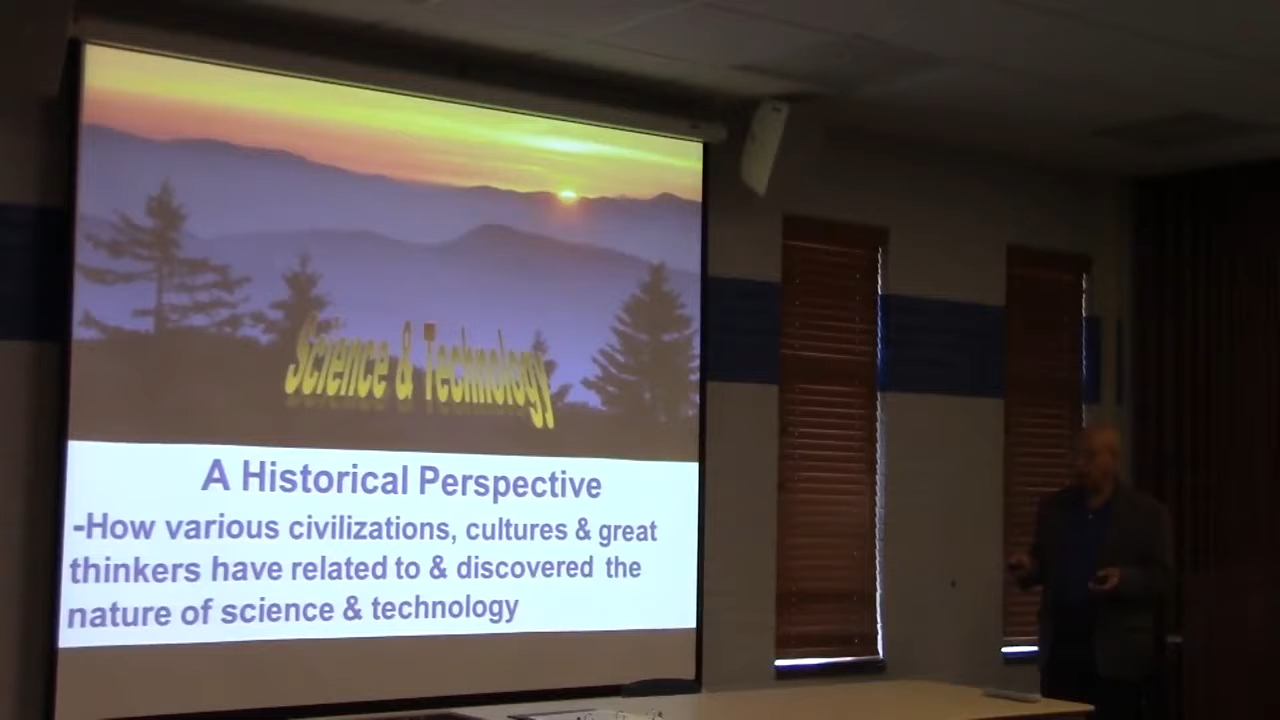 Science & Technology
A Historical Perspective
-How various civilizations, cultures & great
thinkers have related to & discovered the
nature of science & technology